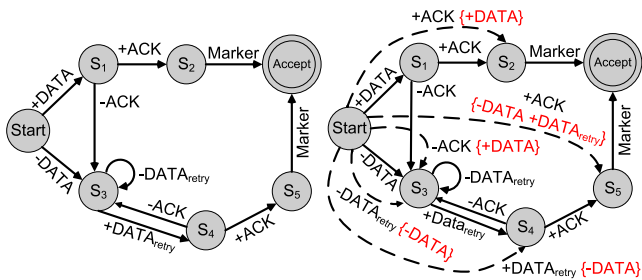 +ACK {+DATA}
S1
+ACK
S2
Marker
Accept
+DATA
-ACK
Start
-DATA
S3
-DATAretry
-ACK
+DATAretry
S4
+ACK
S5
Marker
S1
+ACK
S2
Marker
Accept
+DATA
-ACK
+ACK
{-DATA +DATAretry}
Marker
Start
-ACK {+DATA}
-DATA
S3
-DATAretry
-ACK
+Dataretry
S4
+ACK
S5
-DATAretry {-DATA}
+DATAretry {-DATA}